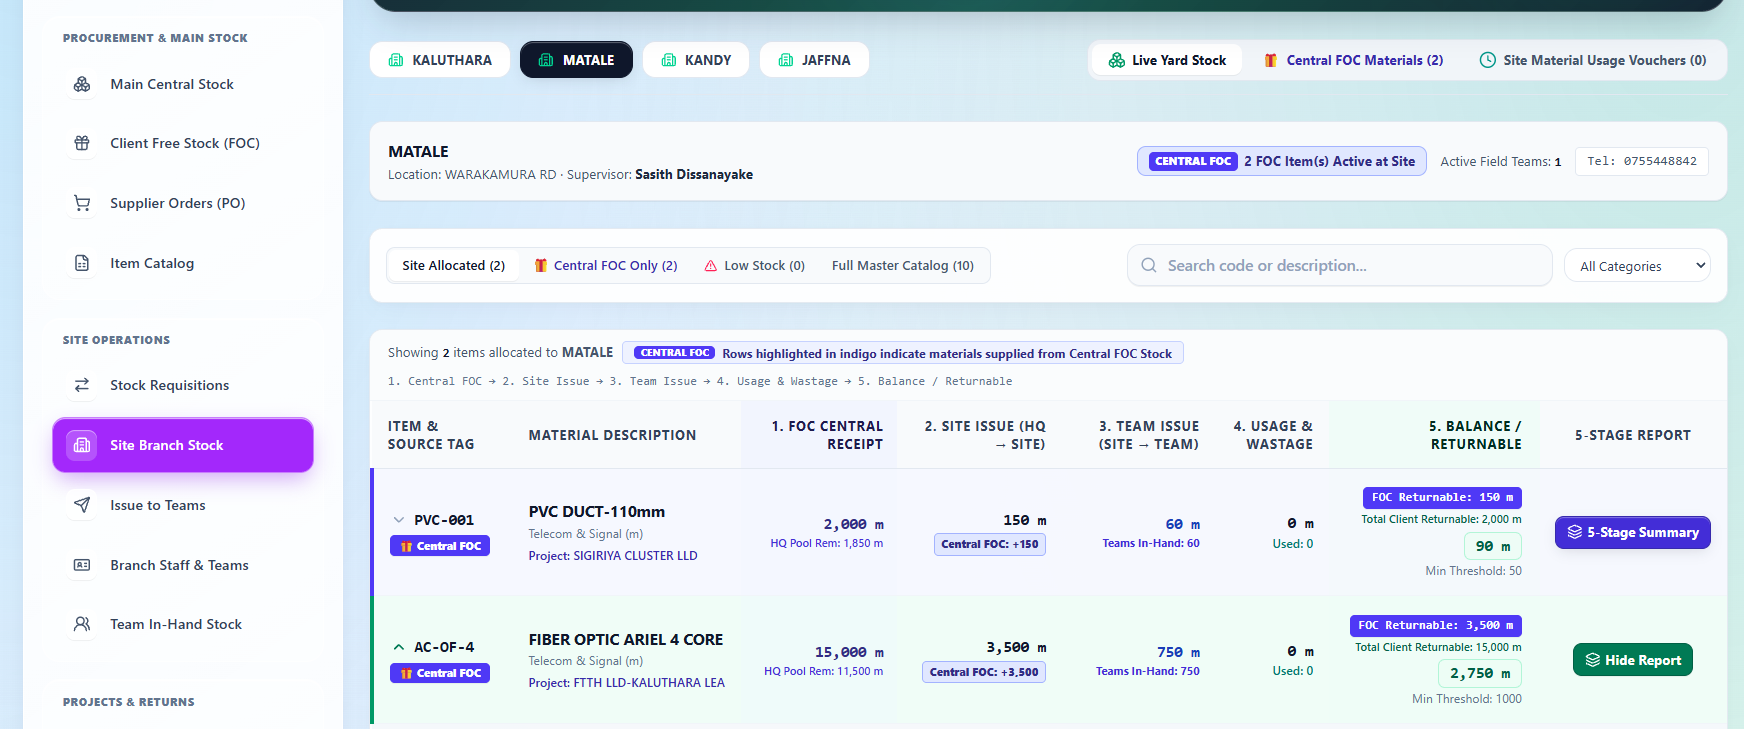 PROCUREMENT & MAIN STOCK
Main Central Stock
Client Free Stock (FOC)
Supplier Orders (PO)
Item Catalog
SITE OPERATIONS
Stock Requisitions
Site Branch Stock
Issue to Teams
Branch Staff & Teams
Team In-Hand Stock
PROJECTS & RETURNS
KALUTHARA
MATALE
KANDY
JAFFNA
Live Yard Stock
Central FOC Materials (2)
Site Material Usage Vouchers (0)
MATALE
Location: WARAKAMURA RD · Supervisor: Sasith Dissanayake
CENTRAL FOC 2 FOC Item(s) Active at Site
Active Field Teams: 1
Tel: 0755448842
Site Allocated (2)
Central FOC Only (2)
Low Stock (0)
Full Master Catalog (10)
Search code or description...
All Categories
Showing 2 items allocated to MATALE
CENTRAL FOC Rows highlighted in indigo indicate materials supplied from Central FOC Stock
1. Central FOC → 2. Site Issue → 3. Team Issue → 4. Usage & Wastage → 5. Balance / Returnable
ITEM &
SOURCE TAG
MATERIAL DESCRIPTION
1. FOC CENTRAL
RECEIPT
2. SITE ISSUE (HQ
→ SITE)
3. TEAM ISSUE
(SITE → TEAM)
4. USAGE &
WASTAGE
5. BALANCE /
RETURNABLE
5-STAGE REPORT
PVC-001
Central FOC
PVC DUCT-110mm
Telecom & Signal (m)
Project: SIGIRIYA CLUSTER LLD
2,000 m
HQ Pool Rem: 1,850 m
150 m
Central FOC: +150
60 m
Teams In-Hand: 60
0 m
Used: 0
FOC Returnable: 150 m
Total Client Returnable: 2,000 m
90 m
Min Threshold: 50
5-Stage Summary
AC-OF-4
Central FOC
FIBER OPTIC ARIEL 4 CORE
Telecom & Signal (m)
Project: FTTH LLD-KALUTHARA LEA
15,000 m
HQ Pool Rem: 11,500 m
3,500 m
Central FOC: +3,500
750 m
Teams In-Hand: 750
0 m
Used: 0
FOC Returnable: 3,500 m
Total Client Returnable: 15,000 m
2,750 m
Min Threshold: 1000
Hide Report